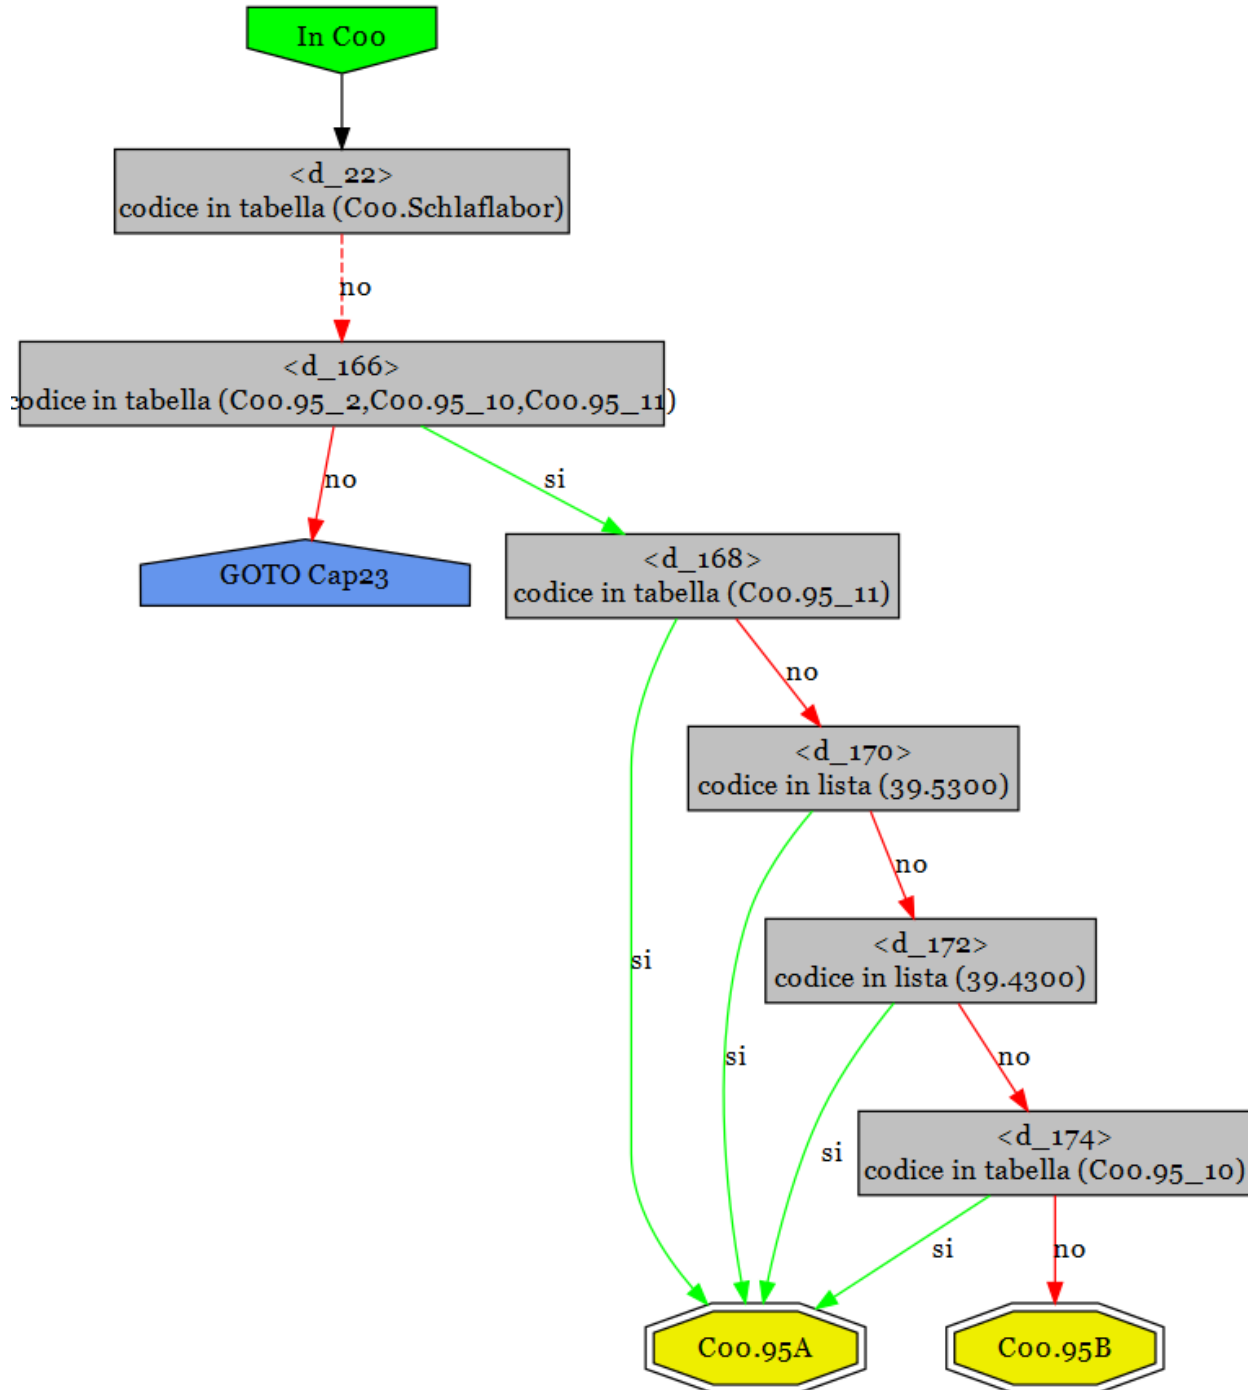 In C00
<d_22>
codice in tabella (C00.Schlaflabor)
no
<d_166>
codice in tabella (C00.95_2,C00.95_10,C00.95_11)
no
si
GOTO Cap23
<d_168>
codice in tabella (C00.95_11)
no
<d_170>
codice in lista (39.5300)
no
<d_172>
codice in lista (39.4300)
si
si
no
<d_174>
codice in tabella (C00.95_10)
si
si
no
C00.95A
C00.95B